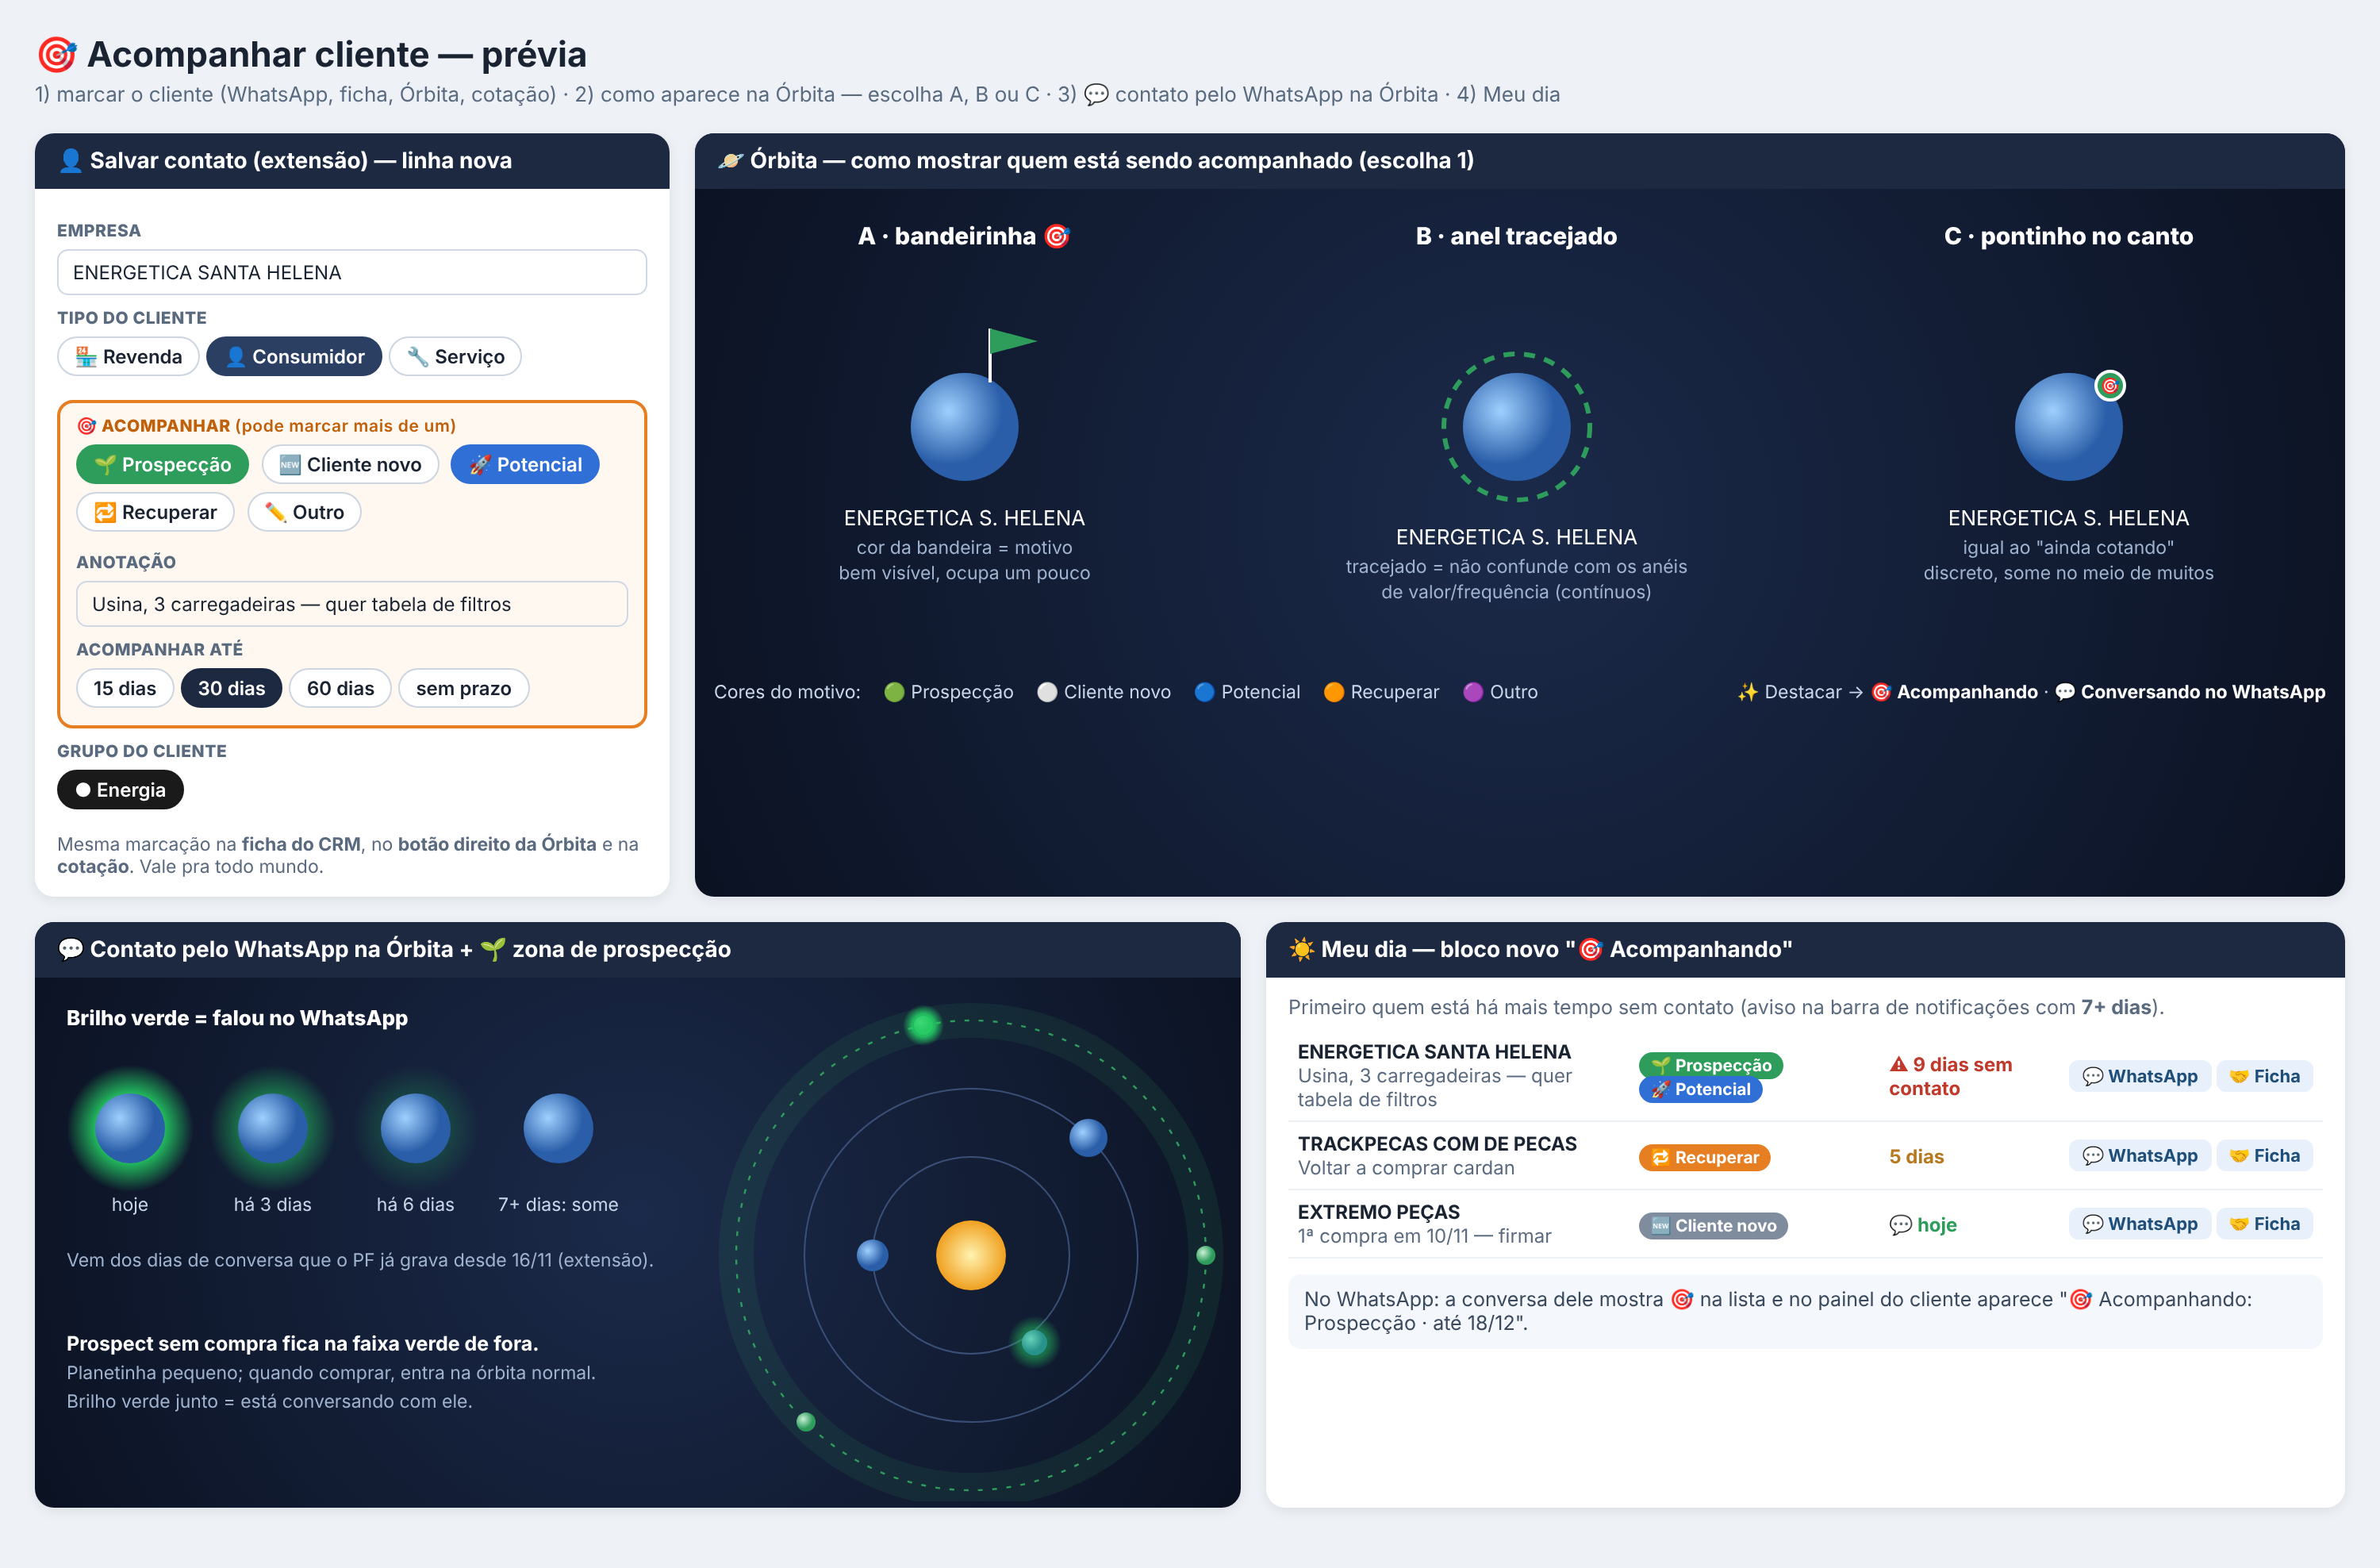 🎯 Acompanhar cliente — prévia
1) marcar o cliente (WhatsApp, ficha, Órbita, cotação) · 2) como aparece na Órbita — escolha A, B ou C · 3) 💬 contato pelo WhatsApp na Órbita · 4) Meu dia
👤 Salvar contato (extensão) — linha nova
EMPRESA
ENERGETICA SANTA HELENA
TIPO DO CLIENTE
🏪 Revenda 👤 Consumidor 🔧 Serviço
🎯 ACOMPANHAR (pode marcar mais de um)
🌱 Prospecção 🆕 Cliente novo 🚀 Potencial
🔁 Recuperar ✏️ Outro
ANOTAÇÃO
Usina, 3 carregadeiras — quer tabela de filtros
ACOMPANHAR ATÉ
15 dias 30 dias 60 dias sem prazo
GRUPO DO CLIENTE
Energia
Mesma marcação na ficha do CRM, no botão direito da Órbita e na
cotação. Vale pra todo mundo.
🪐 Órbita — como mostrar quem está sendo acompanhado (escolha 1)
A · bandeirinha 🎯
ENERGETICA S. HELENA
cor da bandeira = motivo
bem visível, ocupa um pouco
B · anel tracejado
ENERGETICA S. HELENA
tracejado = não confunde com os anéis
de valor/frequência (contínuos)
C · pontinho no canto
ENERGETICA S. HELENA
igual ao "ainda cotando"
discreto, some no meio de muitos
Cores do motivo: 🟢 Prospecção ⚪ Cliente novo 🔵 Potencial 🟠 Recuperar 🟣 Outro
✨ Destacar → 🎯 Acompanhando · 💬 Conversando no WhatsApp
💬 Contato pelo WhatsApp na Órbita + 🌱 zona de prospecção
Brilho verde = falou no WhatsApp
hoje há 3 dias há 6 dias 7+ dias: some
Vem dos dias de conversa que o PF já grava desde 16/11 (extensão).
Prospect sem compra fica na faixa verde de fora.
Planetinha pequeno; quando comprar, entra na órbita normal.
Brilho verde junto = está conversando com ele.
☀️ Meu dia — bloco novo "🎯 Acompanhando"
Primeiro quem está há mais tempo sem contato (aviso na barra de notificações com 7+ dias).
ENERGETICA SANTA HELENA
Usina, 3 carregadeiras — quer
tabela de filtros
🌱 Prospecção
🚀 Potencial
⚠ 9 dias sem
contato
💬 WhatsApp 🤝 Ficha
TRACKPECAS COM DE PECAS
Voltar a comprar cardan
🔁 Recuperar
5 dias
💬 WhatsApp 🤝 Ficha
EXTREMO PEÇAS
1ª compra em 10/11 — firmar
🆕 Cliente novo
💬 hoje
💬 WhatsApp 🤝 Ficha
No WhatsApp: a conversa dele mostra 🎯 na lista e no painel do cliente aparece "🎯 Acompanhando:
Prospecção · até 18/12".